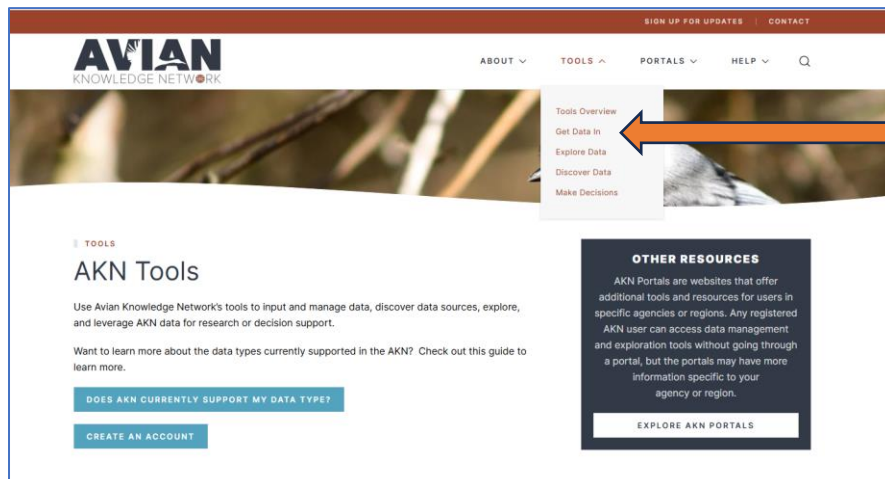 SIGN UP FOR UPDATES | CONTACT
AVIAN
KNOWLEDGE NETWORK
ABOUT TOOLS PORTALS HELP
Tools Overview
Get Data In
Explore Data
Discover Data
Make Decisions
TOOLS
AKN Tools
Use Avian Knowledge Network's tools to input and manage data, discover data sources, explore,
and leverage AKN data for research or decision support.
Want to learn more about the data types currently supported in the AKN? Check out this guide to
learn more.
DOES AKN CURRENTLY SUPPORT MY DATA TYPE?
CREATE AN ACCOUNT
OTHER RESOURCES
AKN Portals are websites that offer
additional tools and resources for users in
specific agencies or regions. Any registered
AKN user can access data management
and exploration tools without going through
a portal, but the portals may have more
information specific to your
agency or region.
EXPLORE AKN PORTALS